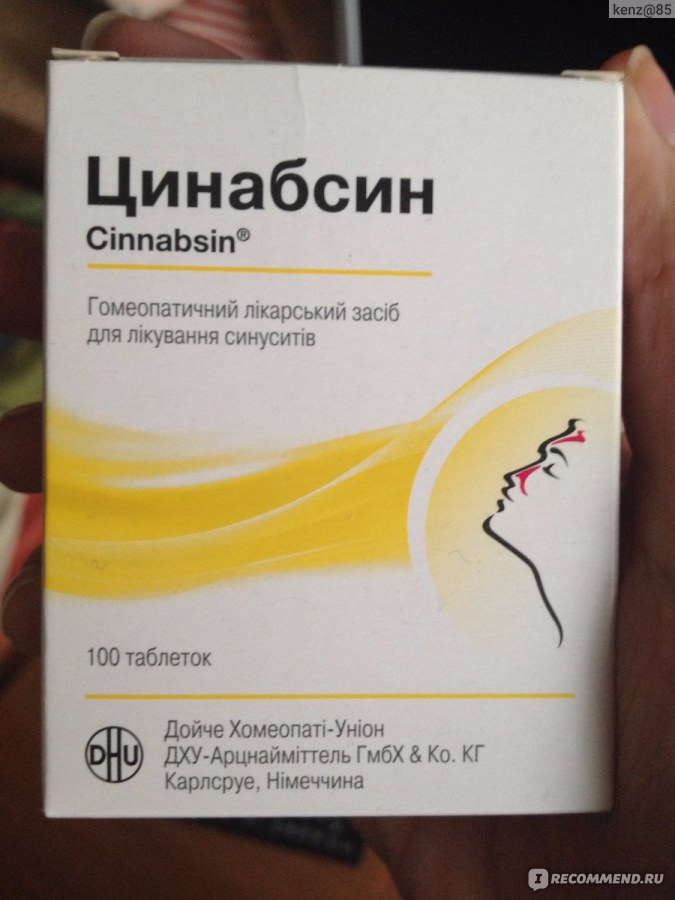 kenz@85
Цинабсин
Cinnabsin®
Гомеопатичний лікарський засіб
для лікування синуситів
100 таблеток
DHU
Дойче Хомеопаті-Уніон
ДХУ-Арцнайміттель ГмбХ & Ко. КГ
Карлсруе, Німеччина
IRECOMMEND.RU